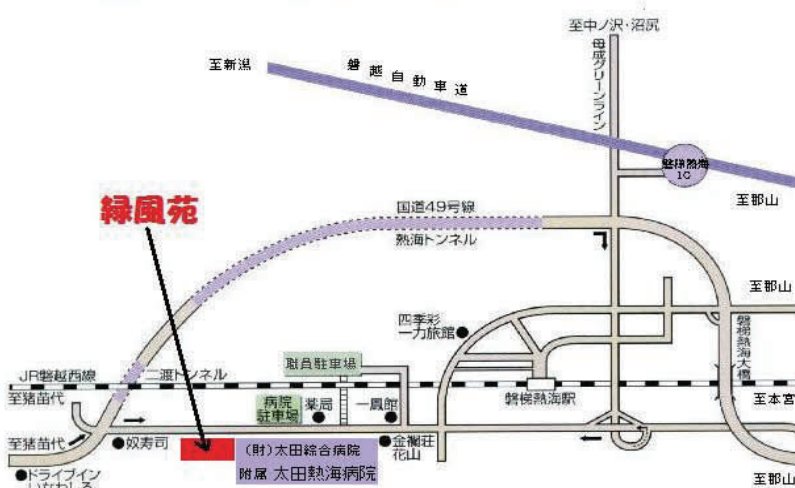 至中ノ沢・沼尻
至新潟
磐越自動車道
母成グリーンライン
磐梯熱海
IC
至郡山
緑風苑
国道49号線
熱海トンネル
至郡山
四季彩
一力旅館
磐梯熱海大橋
職員駐車場
JR磐越西線
二渡トンネル
磐梯熱海駅
至猪苗代
病院
駐車場
薬局
一鳳館
至本宮
至猪苗代
奴寿司
金襴荘
花山
(財)太田綜合病院
附属 太田熱海病院
ドライブイン
いなわしろ
至郡山